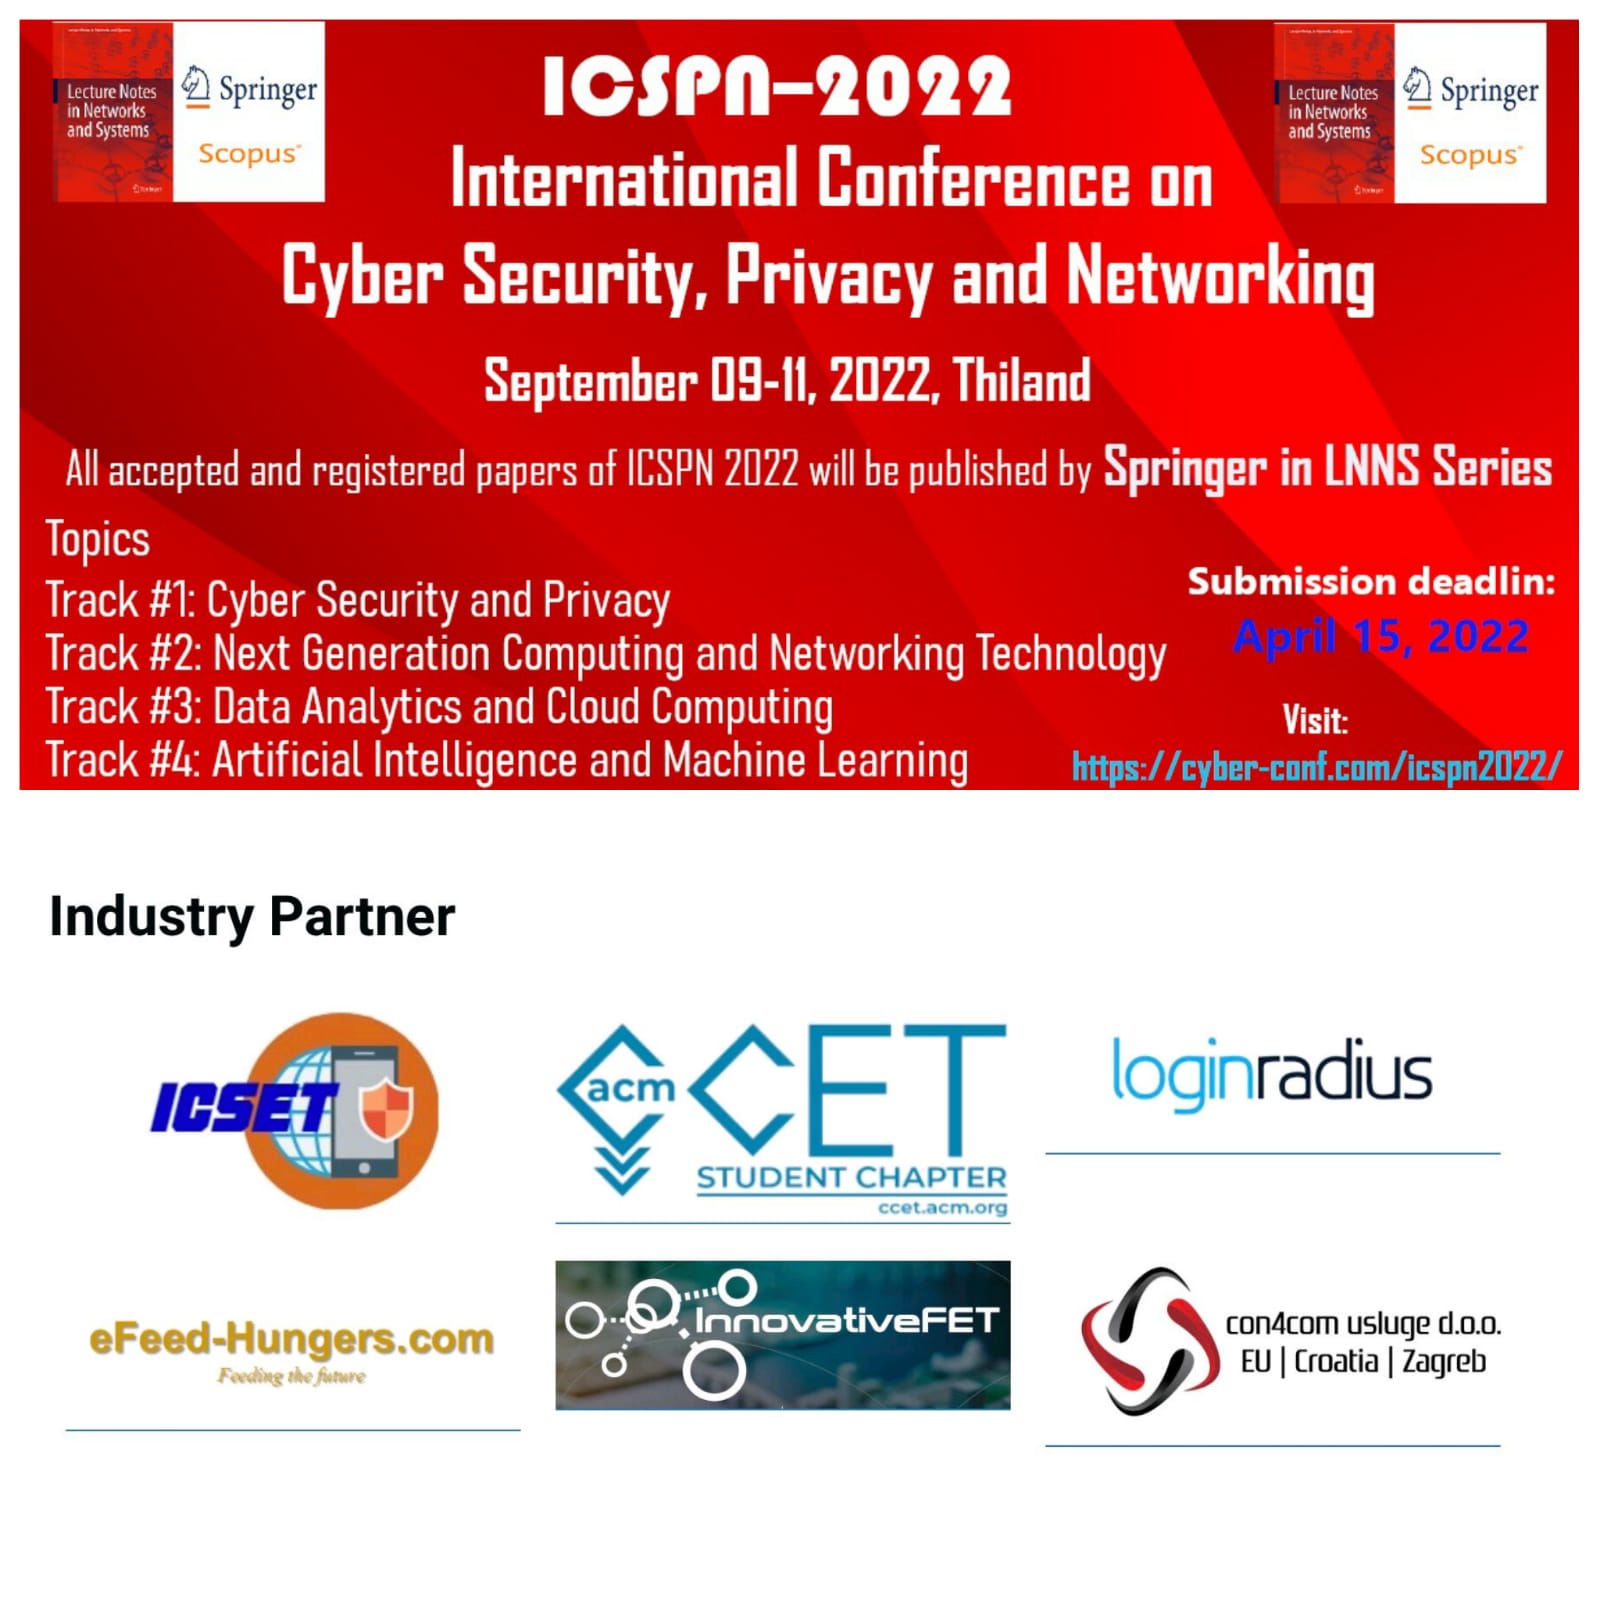 Lecture Notes
in Networks
and Systems
Springer
Scopus
ICSPN–2022
International Conference on
Cyber Security, Privacy and Networking
Lecture Notes
in Networks
and Systems
Springer
Scopus
September 09-11, 2022, Thiland
All accepted and registered papers of ICSPN 2022 will be published by Springer in LNNS Series
Topics
Track #1: Cyber Security and Privacy
Track #2: Next Generation Computing and Networking Technology
Track #3: Data Analytics and Cloud Computing
Track #4: Artificial Intelligence and Machine Learning
Submission deadlin:
April 15, 2022
Visit:
https://cyber-conf.com/icspn2022/
Industry Partner
ICSET
acm CCET
STUDENT CHAPTER
ccet.acm.org
loginradius
eFeed-Hungers.com
Feeding the future
InnovativeFET
con4com usluge d.o.o.
EU | Croatia | Zagreb